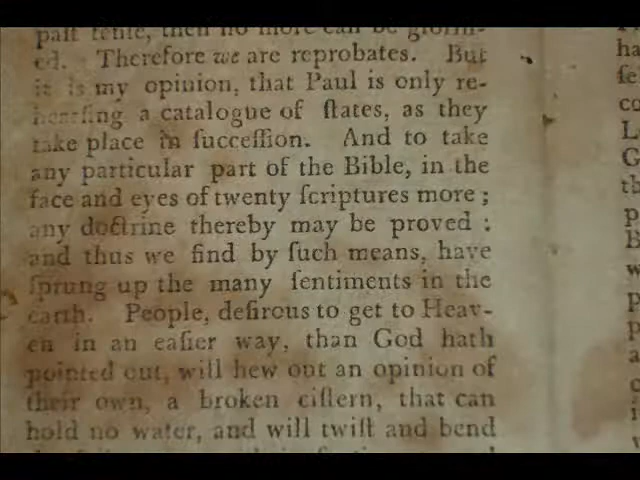 paſt tenſe, then no more can be glorifi-
ed. Therefore we are reprobates. But
it is my opinion, that Paul is only re-
hearſing a catalogue of ſtates, as they
take place in ſucceſſion. And to take
any particular part of the Bible, in the
face and eyes of twenty ſcriptures more;
any doctrine thereby may be proved:
and thus we find by ſuch means, have
ſprung up the many ſentiments in the
earth. People, deſirous to get to Heav-
en in an eaſier way, than God hath
pointed out, will hew out an opinion of
their own, a broken ciſtern, that can
hold no water, and will twiſt and bend